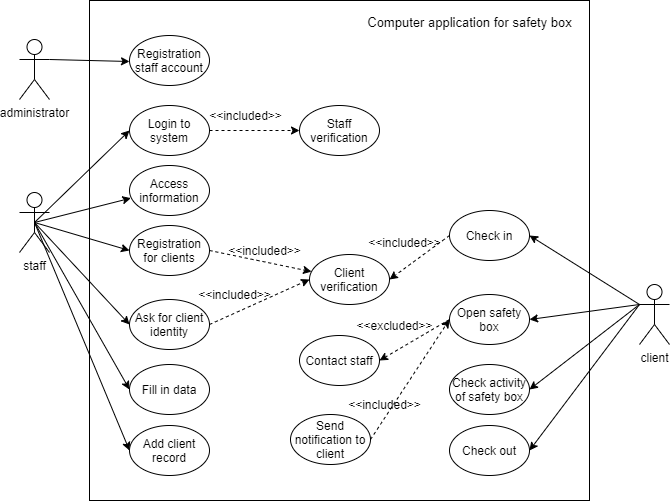 Computer application for safety box
Registration
staff account
administrator
<<included>>
Login to
system
Staff
verification
Access
information
staff
Registration
for clients
<<included>>
<<included>>
Check in
Client
verification
<<included>>
Ask for client
identity
Open safety
box
<<excluded>>
Contact staff
client
Fill in data
Check activity
of safety box
<<included>>
Add client
record
Send
notification to
client
Check out